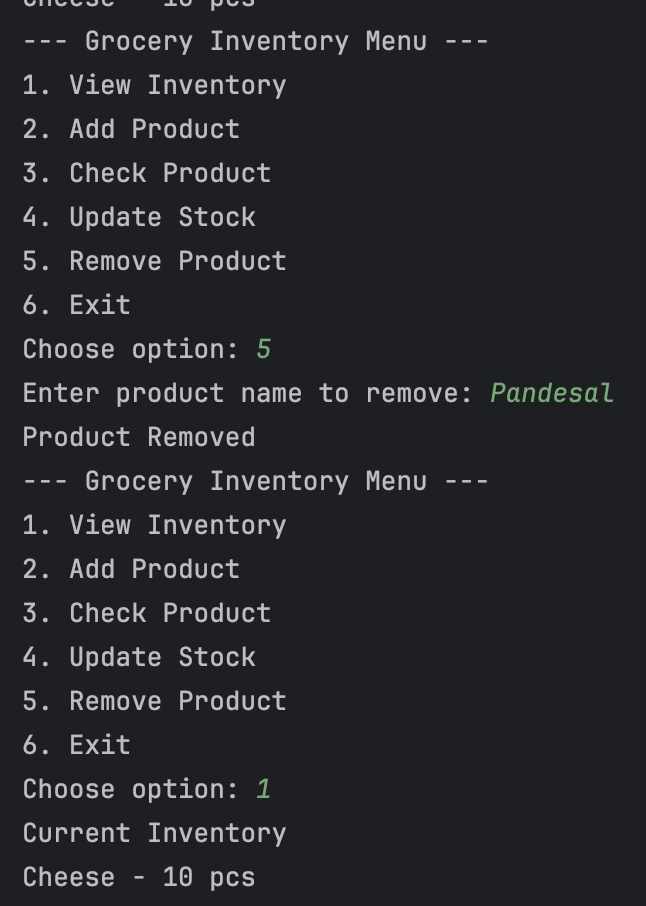 Cheese - 10 pcs
--- Grocery Inventory Menu ---
1. View Inventory
2. Add Product
3. Check Product
4. Update Stock
5. Remove Product
6. Exit
Choose option: 5
Enter product name to remove: Pandesal
Product Removed
--- Grocery Inventory Menu ---
1. View Inventory
2. Add Product
3. Check Product
4. Update Stock
5. Remove Product
6. Exit
Choose option: 1
Current Inventory
Cheese - 10 pcs